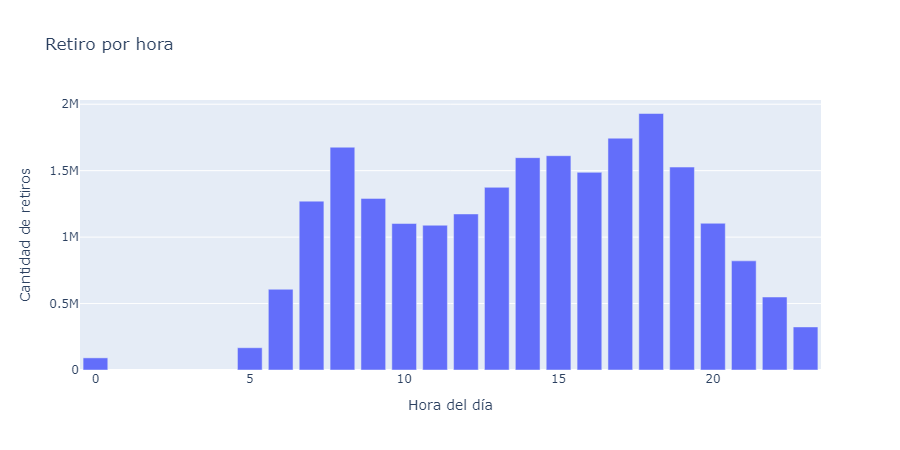 Retiro por hora
Cantidad de retiros
2M
1.5M
1M
0.5M
0
0
5
10
15
20
Hora del día